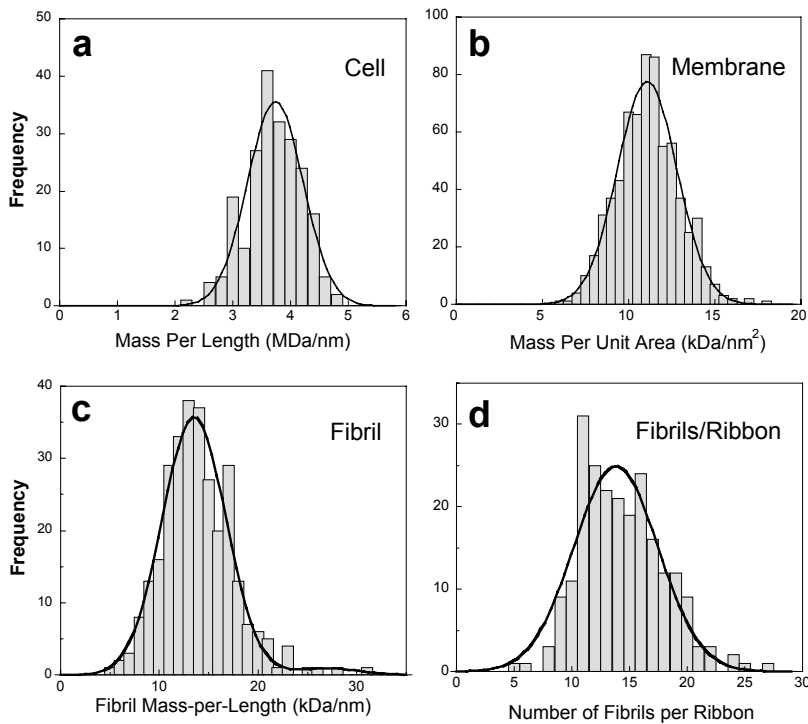 a
Cell
Frequency
50
40
30
20
10
0
0 1 2 3 4 5 6
Mass Per Length (MDa/nm)
b
Membrane
100
80
60
40
20
0
0 5 10 15 20
Mass Per Unit Area (kDa/nm²)
c
Fibril
Frequency
40
30
20
10
0
0 10 20 30
Fibril Mass-per-Length (kDa/nm)
d
Fibrils/Ribbon
30
20
10
0
0 5 10 15 20 25 30
Number of Fibrils per Ribbon